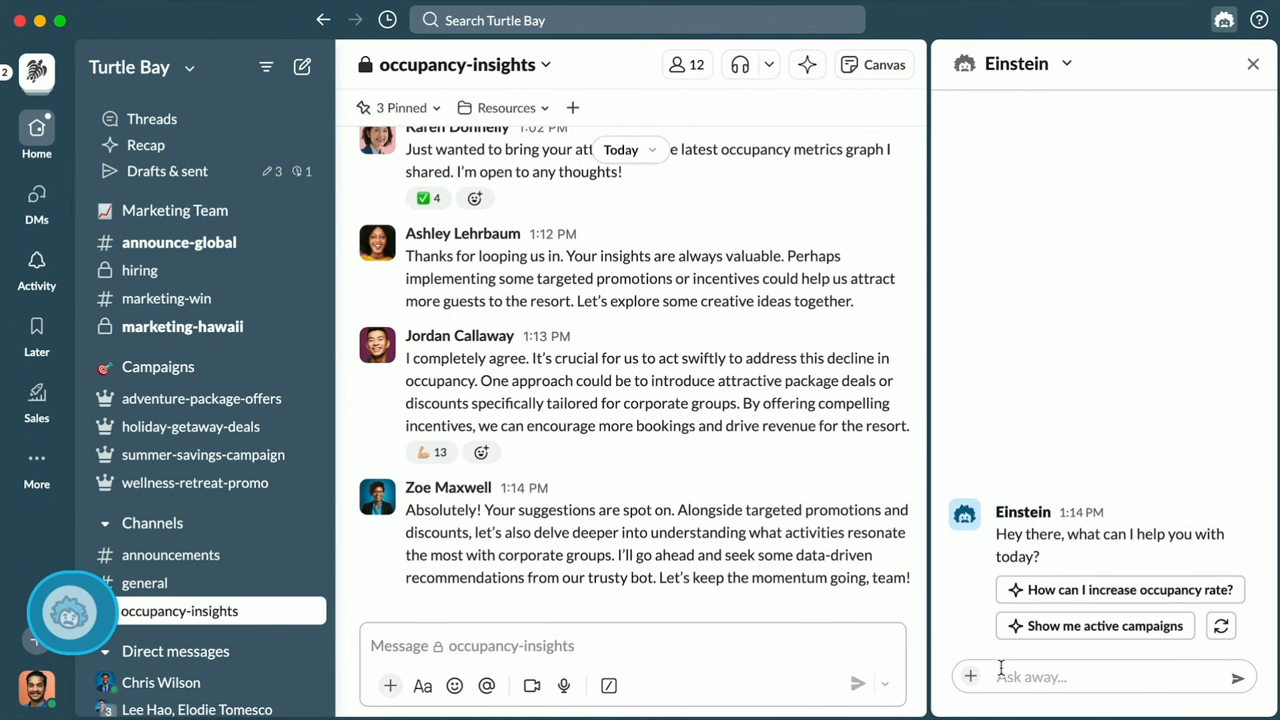 Search Turtle Bay
2
Home
DMs
Activity
Later
Sales
More
Turtle Bay
Threads
Recap
Drafts & sent 3 1
Marketing Team
# announce-global
hiring
# marketing-win
marketing-hawaii
Campaigns
adventure-package-offers
holiday-getaway-deals
summer-savings-campaign
wellness-retreat-promo
Channels
# announcements
general
occupancy-insights
Direct messages
Chris Wilson
3 Lee Hao, Elodie Tomesco
occupancy-insights
12
Canvas
3 Pinned
Resources
Karen Donnelly 1:02 PM
Just wanted to bring your att
Today
e latest occupancy metrics graph I
shared. I'm open to any thoughts!
4
Ashley Lehrbaum 1:12 PM
Thanks for looping us in. Your insights are always valuable. Perhaps
implementing some targeted promotions or incentives could help us attract
more guests to the resort. Let's explore some creative ideas together.
Jordan Callaway 1:13 PM
I completely agree. It's crucial for us to act swiftly to address this decline in
occupancy. One approach could be to introduce attractive package deals or
discounts specifically tailored for corporate groups. By offering compelling
incentives, we can encourage more bookings and drive revenue for the resort.
13
Zoe Maxwell 1:14 PM
Absolutely! Your suggestions are spot on. Alongside targeted promotions and
discounts, let's also delve deeper into understanding what activities resonate
the most with corporate groups. I'll go ahead and seek some data-driven
recommendations from our trusty bot. Let's keep the momentum going, team!
Message occupancy-insights
Aa
Einstein
Einstein 1:14 PM
Hey there, what can I help you with
today?
How can I increase occupancy rate?
Show me active campaigns
Ask away...